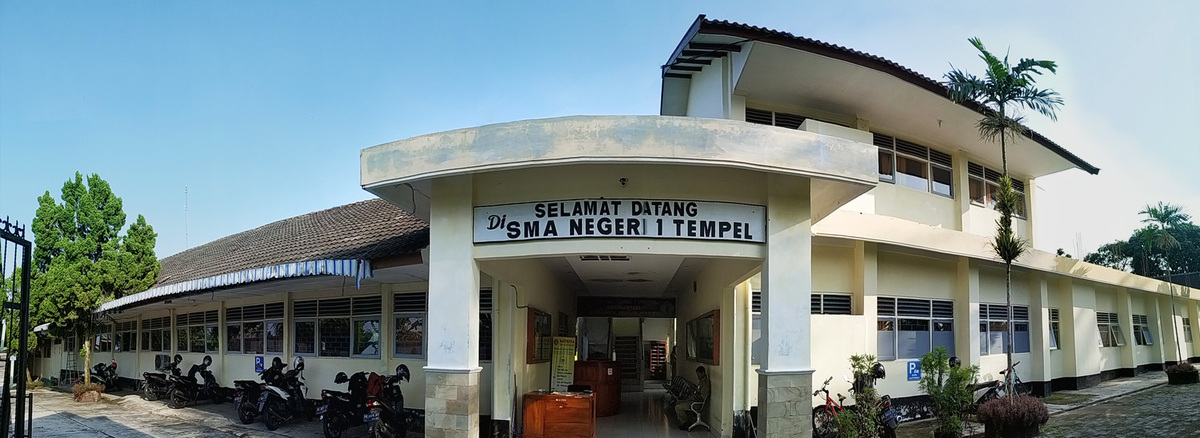 SELAMAT DATANG
Di SMA NEGERI 1 TEMPEL
P
P